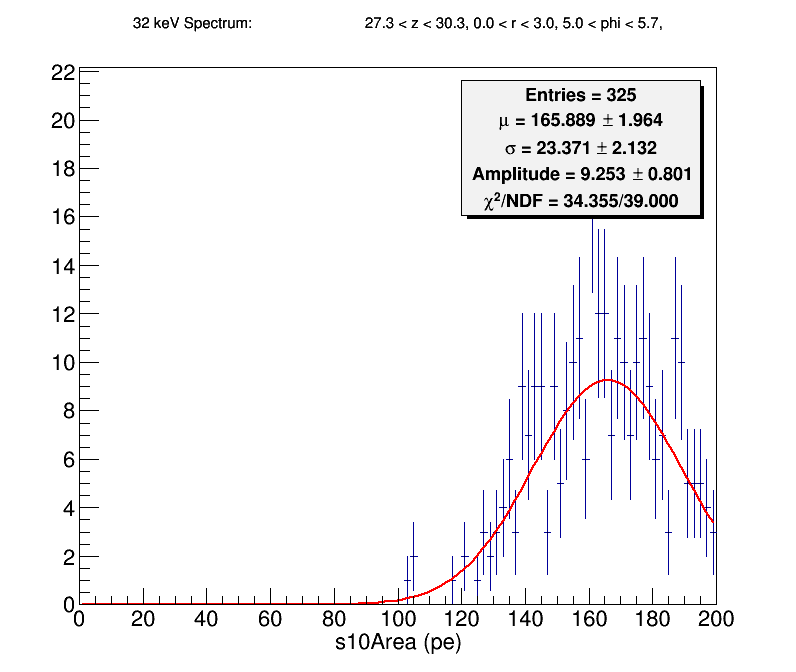 32 keV Spectrum: 27.3 < z < 30.3, 0.0 < r < 3.0, 5.0 < phi < 5.7,
Entries = 325
μ = 165.889 ± 1.964
σ = 23.371 ± 2.132
Amplitude = 9.253 ± 0.801
χ²/NDF = 34.355/39.000
22
20
18
16
14
12
10
8
6
4
2
0
0 20 40 60 80 100 120 140 160 180 200
s10Area (pe)